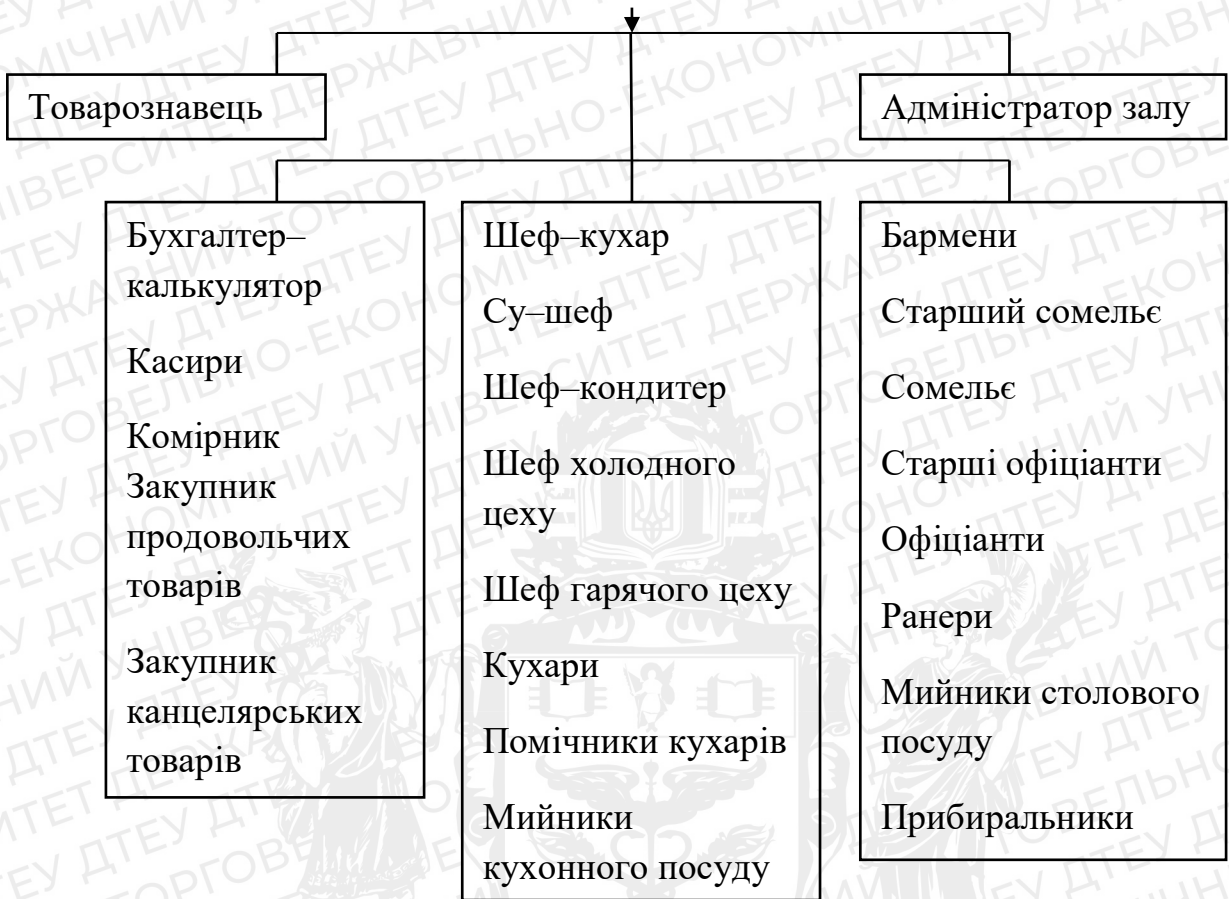 Товарознавець
Адміністратор залу
Бухгалтер–
калькулятор
Касири
Комірник
Закупник
продовольчих
товарів
Закупник
канцелярських
товарів
Шеф–кухар
Су–шеф
Шеф–кондитер
Шеф холодного
цеху
Шеф гарячого цеху
Кухари
Помічники кухарів
Мийники
кухонного посуду
Бармени
Старший сомельє
Сомельє
Старші офіціанти
Офіціанти
Ранери
Мийники столового
посуду
Прибиральники